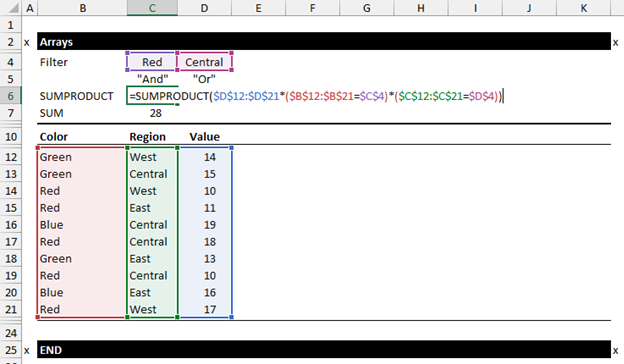 A B C D E F G H I J K
1
2 x Arrays x
4 Filter Red Central
5 "And" "Or"
6 SUMPRODUCT =SUMPRODUCT($D$12:$D$21*($B$12:$B$21=$C$4)*($C$12:$C$21=$D$4))
7 SUM 28
10 Color Region Value
12 Green West 14
13 Green Central 15
14 Red West 10
15 Red East 11
16 Blue Central 19
17 Red Central 18
18 Green East 13
19 Red Central 10
20 Blue East 16
21 Red West 17
24
25 x END x